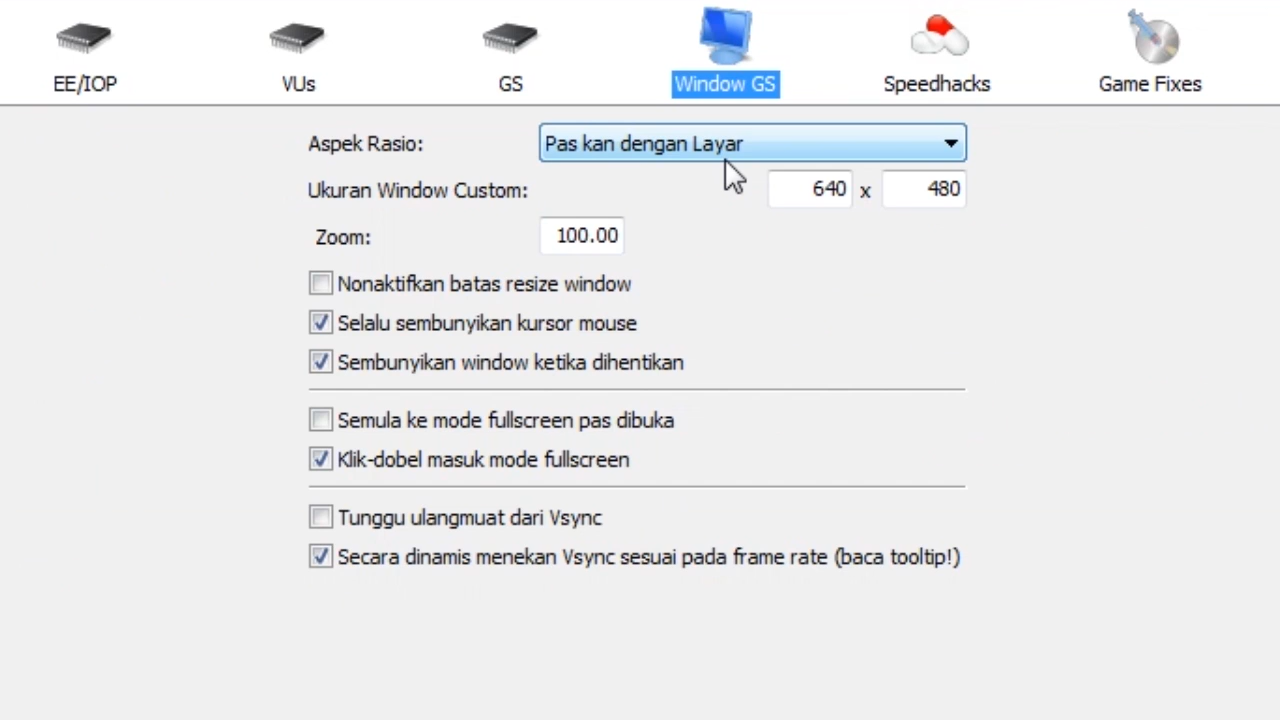 EE/IOP VUs GS Window GS Speedhacks Game Fixes
Aspek Rasio: Pas kan dengan Layar
Ukuran Window Custom: 640 x 480
Zoom: 100.00
Nonaktifkan batas resize window
Selalu sembunyikan kursor mouse
Sembunyikan window ketika dihentikan
Semula ke mode fullscreen pas dibuka
Klik-dobel masuk mode fullscreen
Tunggu ulangmuat dari Vsync
Secara dinamis menekan Vsync sesuai pada frame rate (baca tooltip!)